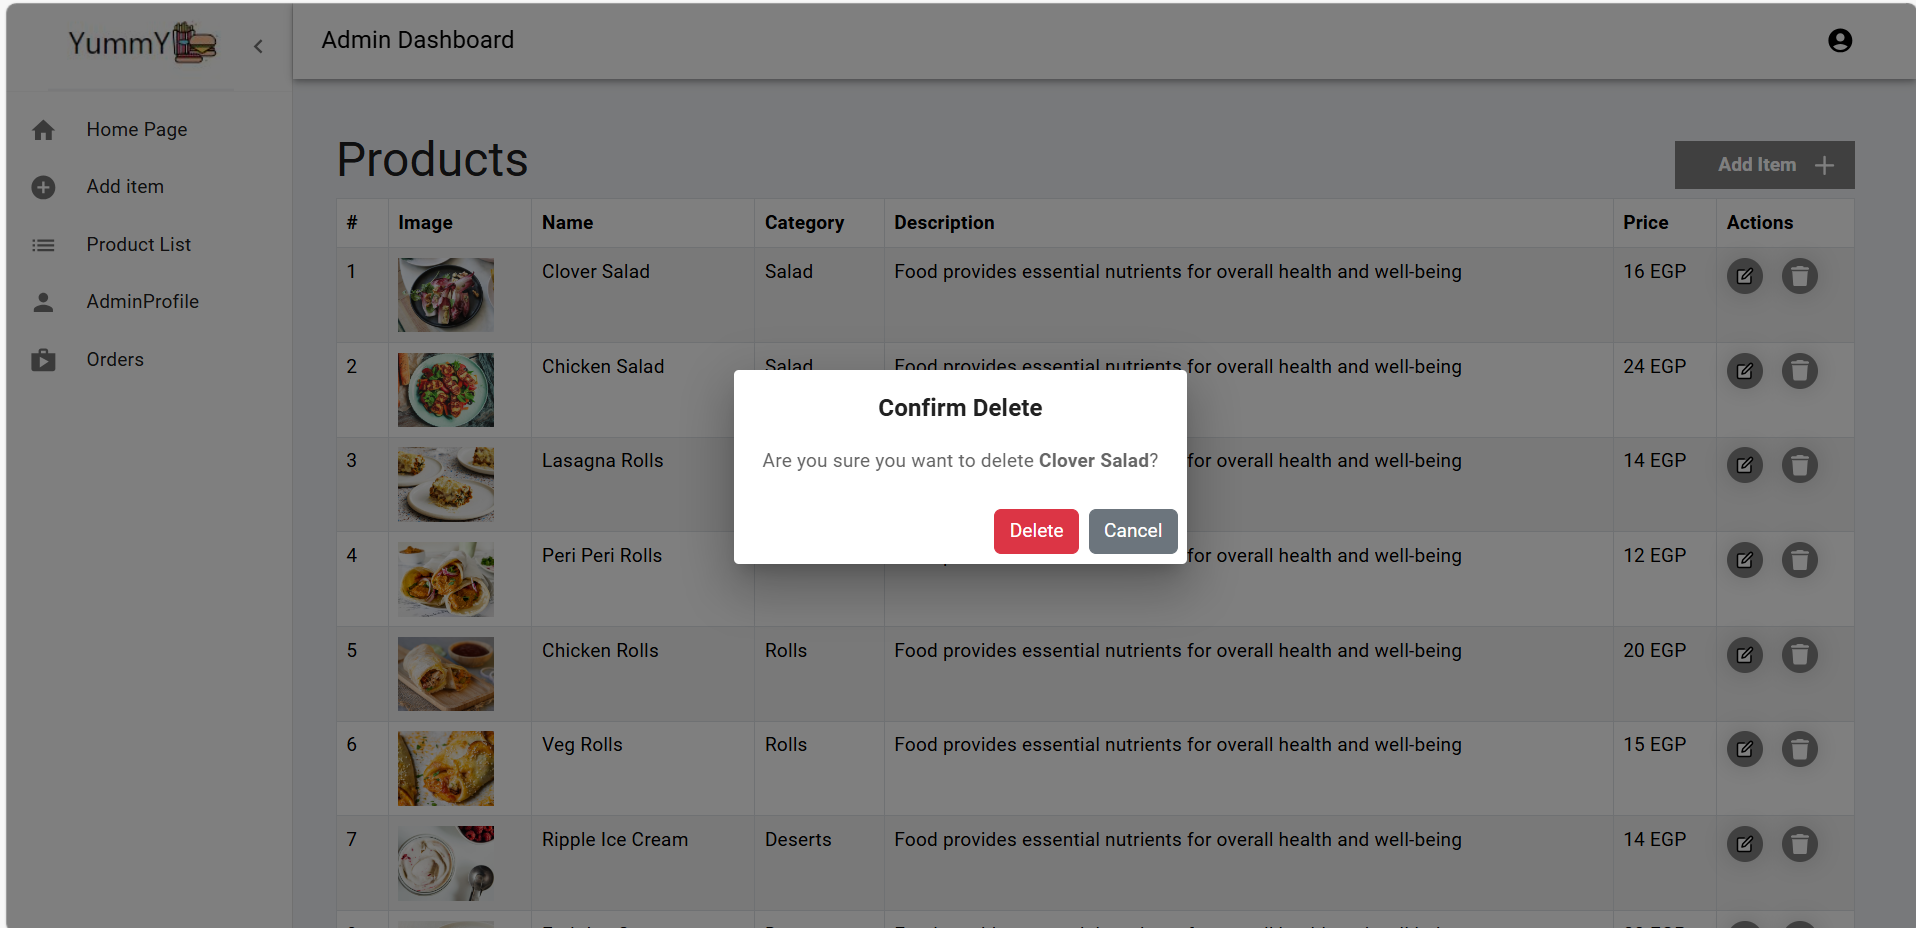 YummY
Admin Dashboard
Home Page
Add item
Product List
AdminProfile
Orders
Products
Add Item
# Image Name Category Description Price Actions
1 Clover Salad Salad Food provides essential nutrients for overall health and well-being 16 EGP
2 Chicken Salad Salad Food provides essential nutrients for overall health and well-being 24 EGP
3 Lasagna Rolls for overall health and well-being 14 EGP
4 Peri Peri Rolls for overall health and well-being 12 EGP
5 Chicken Rolls Rolls Food provides essential nutrients for overall health and well-being 20 EGP
6 Veg Rolls Rolls Food provides essential nutrients for overall health and well-being 15 EGP
7 Ripple Ice Cream Deserts Food provides essential nutrients for overall health and well-being 14 EGP
Confirm Delete
Are you sure you want to delete Clover Salad?
Delete Cancel